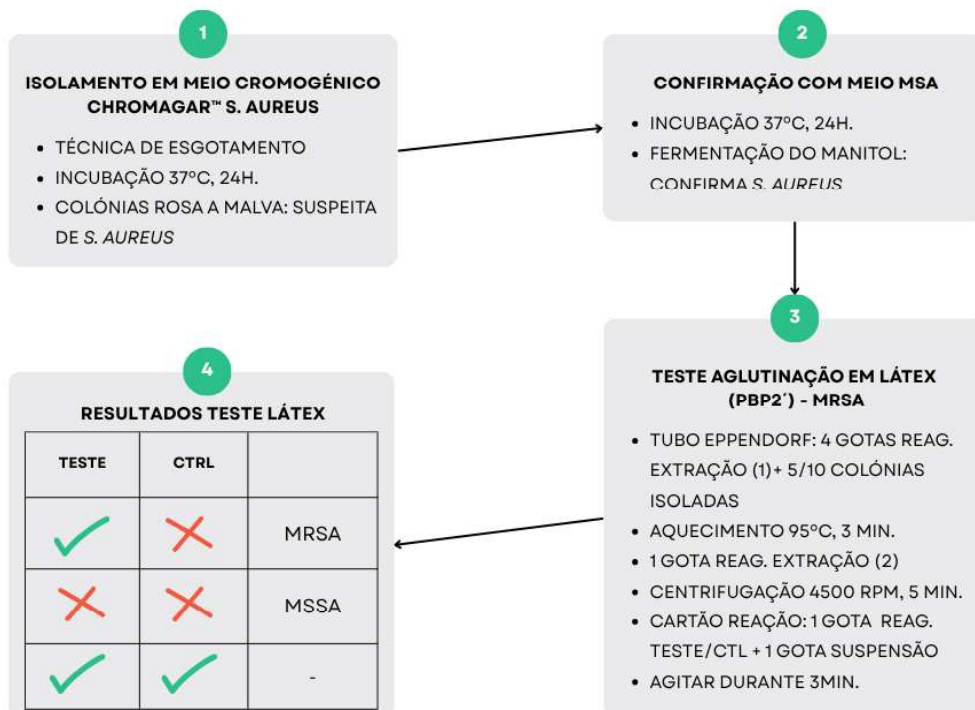 1
ISOLAMENTO EM MEIO CROMOGÉNICO
CHROMAGAR™ S. AUREUS
• TÉCNICA DE ESGOTAMENTO
• INCUBAÇÃO 37ºC, 24H.
• COLÓNIAS ROSA A MALVA: SUSPEITA
DE S. AUREUS
2
CONFIRMAÇÃO COM MEIO MSA
• INCUBAÇÃO 37ºC, 24H.
• FERMENTAÇÃO DO MANITOL:
CONFIRMA S. AUREUS
3
TESTE AGLUTINAÇÃO EM LÁTEX
(PBP2´) - MRSA
• TUBO EPPENDORF: 4 GOTAS REAG.
EXTRAÇÃO (1)+ 5/10 COLÓNIAS
ISOLADAS
• AQUECIMENTO 95ºC, 3 MIN.
• 1 GOTA REAG. EXTRAÇÃO (2)
• CENTRIFUGAÇÃO 4500 RPM, 5 MIN.
• CARTÃO REAÇÃO: 1 GOTA REAG.
TESTE/CTL + 1 GOTA SUSPENSÃO
• AGITAR DURANTE 3MIN.
4
RESULTADOS TESTE LÁTEX
TESTE CTRL
MRSA
MSSA
-